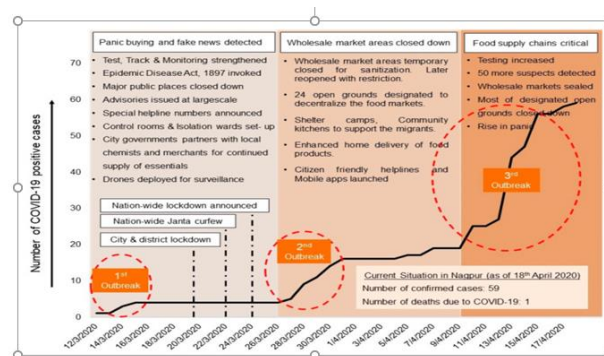 Panic buying and fake news detected
• Test, Track & Monitoring strengthened
• Epidemic Disease Act, 1897 invoked
• Major public places closed down
• Advisories issued at largescale
• Special helpline numbers announced
• Control rooms & Isolation wards set- up
• City governments partners with local
chemists and merchants for continued
supply of essentials
• Drones deployed for surveillance
Nation-wide lockdown announced
Nation-wide Janta curfew
City & district lockdown
Wholesale market areas closed down
• Wholesale market areas temporary
closed for sanitization. Later
reopened with restriction.
• 24 open grounds designated to
decentralize the food markets.
• Shelter camps, Community
kitchens to support the migrants.
• Enhanced home delivery of food
products.
• Citizen friendly helplines and
Mobile apps launched
Food supply chains critical
• Testing increased
• 50 more suspects detected
• Wholesale markets sealed
• Most of designated open
grounds closed down
• Rise in panic
1st
Outbreak
2nd
Outbreak
3rd
Outbreak
Current Situation in Nagpur (as of 18th April 2020)
Number of confirmed cases: 59
Number of deaths due to COVID-19: 1
Number of COVID-19 positive cases
70
60
50
40
30
20
10
0
12/3/2020
14/3/2020
16/3/2020
18/3/2020
20/3/2020
22/3/2020
24/3/2020
26/3/2020
28/3/2020
30/3/2020
1/4/2020
3/4/2020
5/4/2020
7/4/2020
9/4/2020
11/4/2020
13/4/2020
15/4/2020
17/4/2020